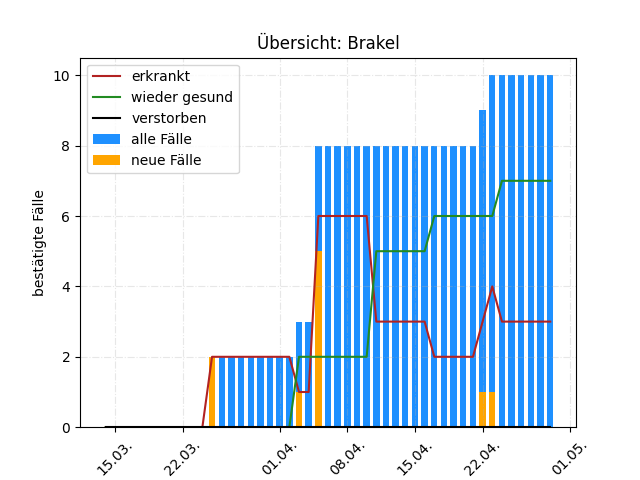 Übersicht: Brakel
erkrankt
wieder gesund
verstorben
alle Fälle
neue Fälle
bestätigte Fälle
10
8
6
4
2
0
15.03.
22.03.
01.04.
08.04.
15.04.
22.04.
01.05.